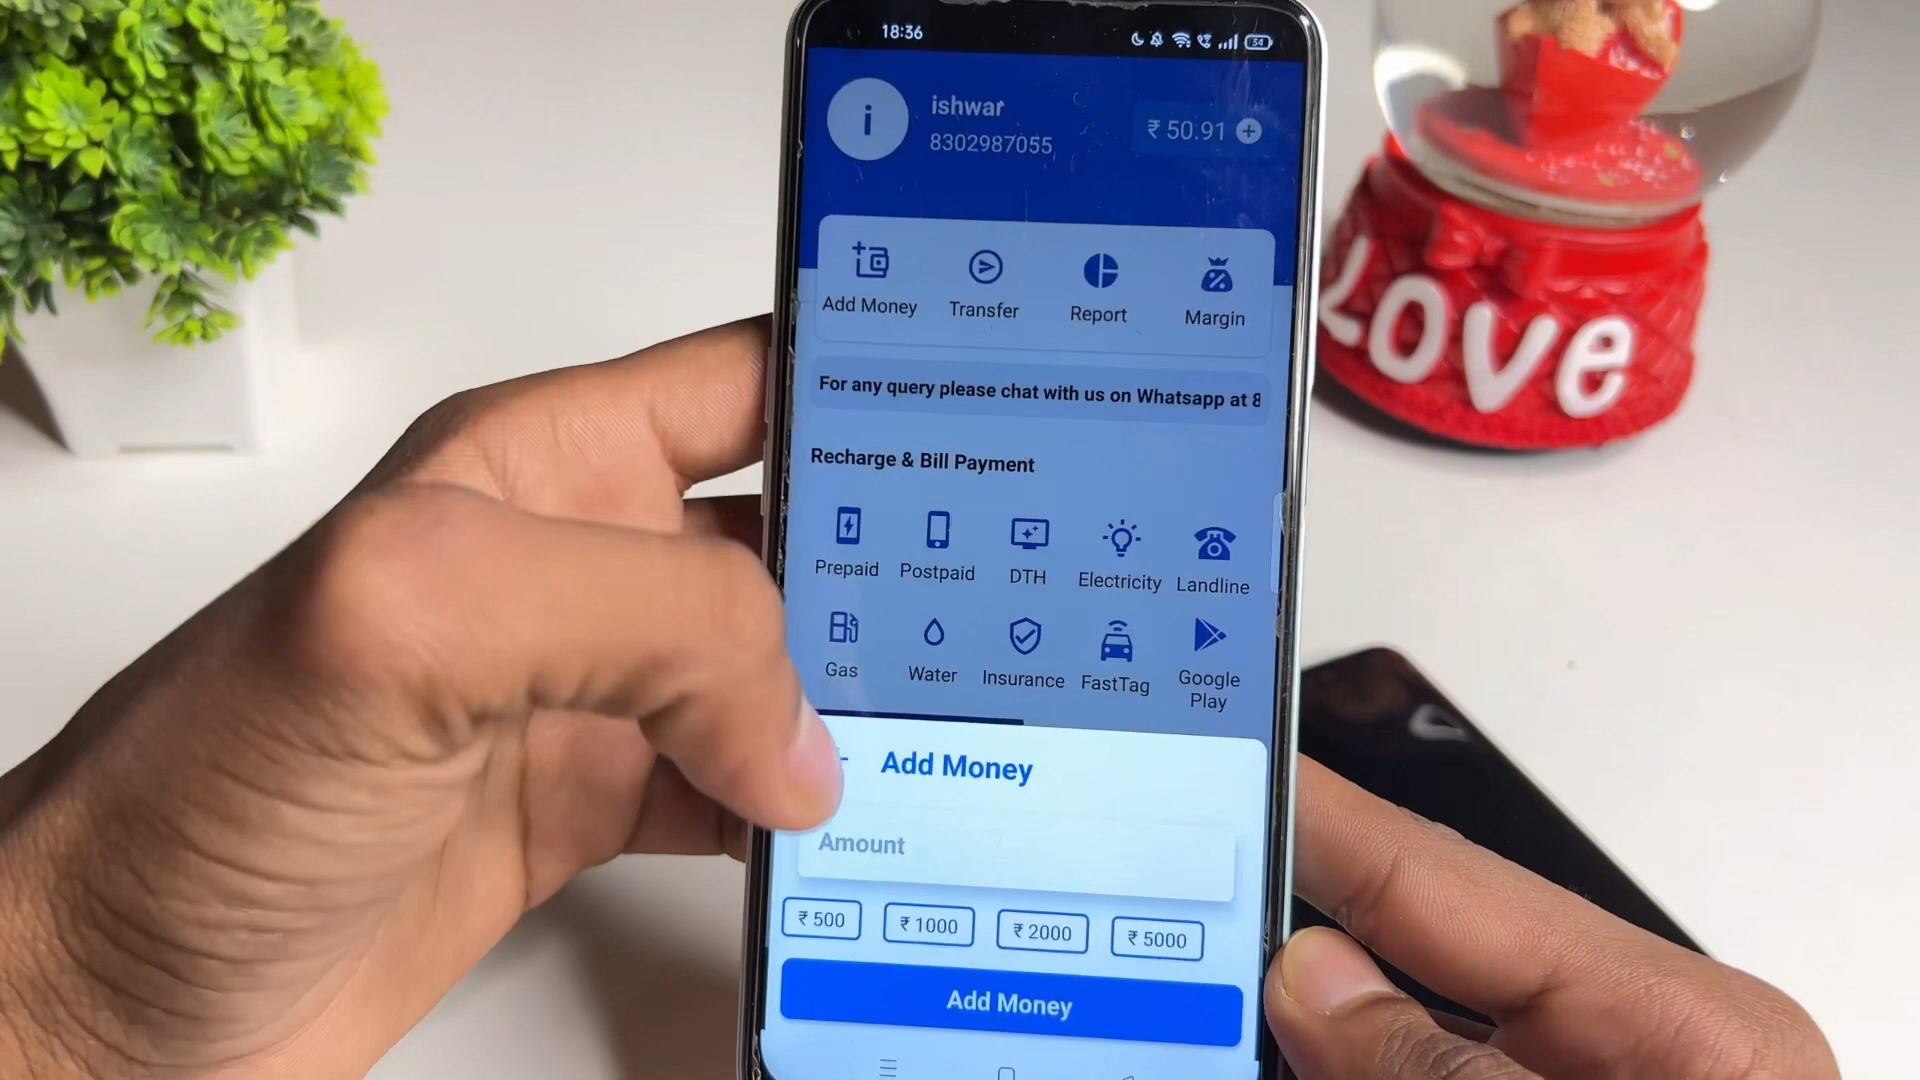 18:36
54
i
ishwar
8302987055
₹ 50.91
Add Money
Transfer
Report
Margin
For any query please chat with us on Whatsapp at 8
Recharge & Bill Payment
Prepaid
Postpaid
DTH
Electricity
Landline
Gas
Water
Insurance
FastTag
Google
Play
Add Money
Amount
₹ 500
₹ 1000
₹ 2000
₹ 5000
Add Money
Love